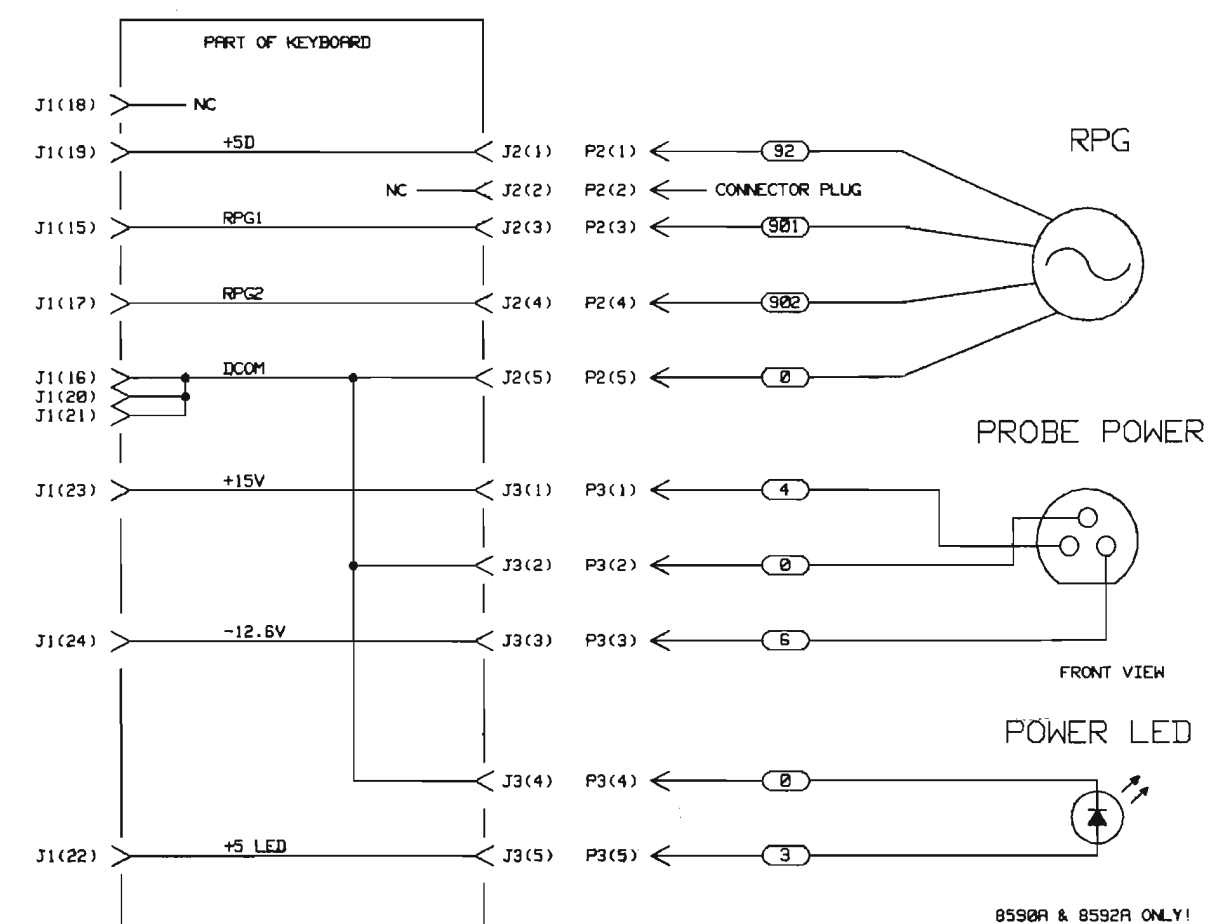 PART OF KEYBOARD
J1(18) NC
J1(19) +5D J2(1) P2(1) 92 RPG
NC J2(2) P2(2) CONNECTOR PLUG
J1(15) RPG1 J2(3) P2(3) 901
J1(17) RPG2 J2(4) P2(4) 902
J1(16) DCOM J2(5) P2(5) 0
J1(20)
J1(21)
PROBE POWER
J1(23) +15V J3(1) P3(1) 4
J3(2) P3(2) 0
J1(24) -12.6V J3(3) P3(3) 6
FRONT VIEW
POWER LED
J3(4) P3(4) 0
J1(22) +5 LED J3(5) P3(5) 3
8590A & 8592A ONLY!